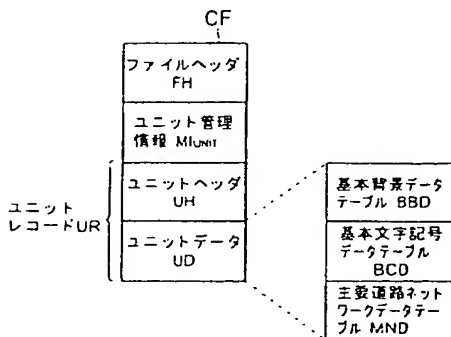 CF
ファイルヘッダ
FH
ユニット管理
情報 MIUNIT
ユニットヘッダ
UH
ユニットデータ
UD
ユニット
レコードUR
基本背景データ
テーブル BBD
基本文字記号
データテーブル
BCD
主要道路ネット
ワークデータテー
ブル MND